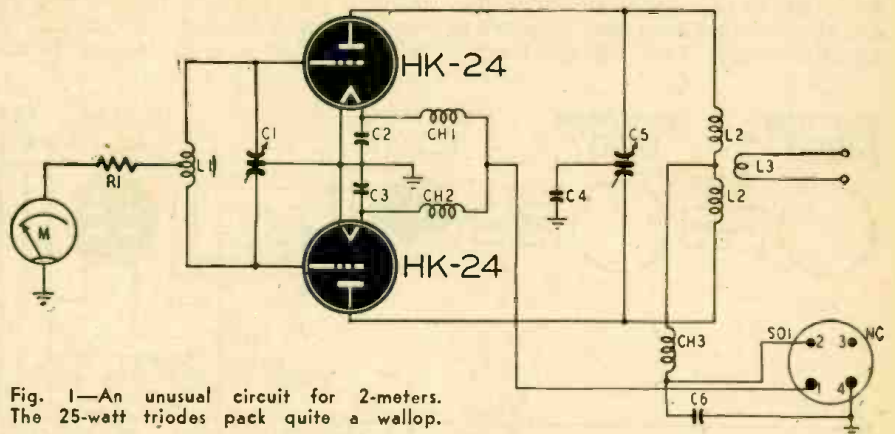 HK-24
C1
C2
CH1
C5
L2
M
R1
L1
C3
CH2
C4
L3
L2
HK-24
CH3
SO1
2
3
NC
1
4
C6
Fig. 1—An unusual circuit for 2-meters.
The 25-watt triodes pack quite a wallop.